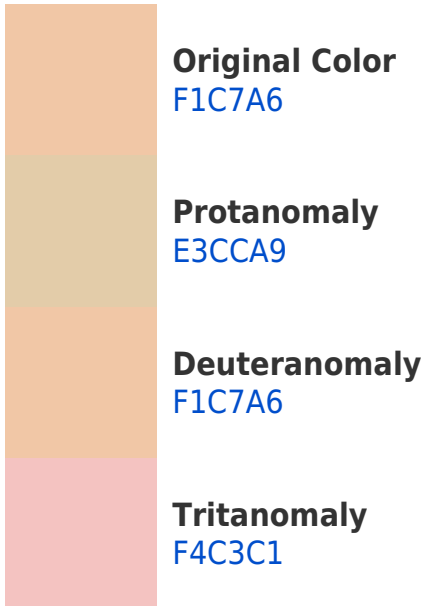 Original Color
F1C7A6
Protanomaly
E3CCA9
Deuteranomaly
F1C7A6
Tritanomaly
F4C3C1